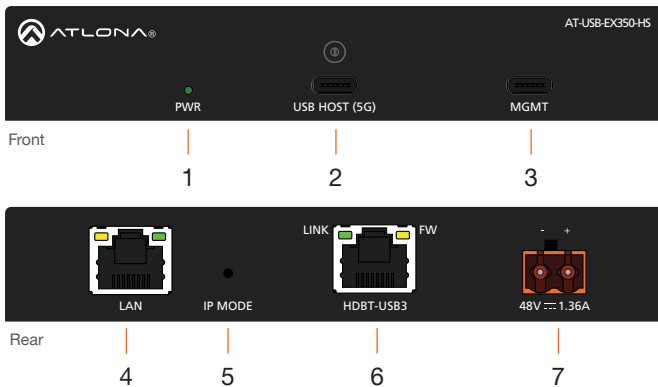 ATLONA®
AT-USB-EX350-HS
PWR
USB HOST (5G)
MGMT
Front
1
2
3
LINK
FW
- +
LAN
IP MODE
HDBT-USB3
48V ⎓ 1.36A
Rear
4
5
6
7